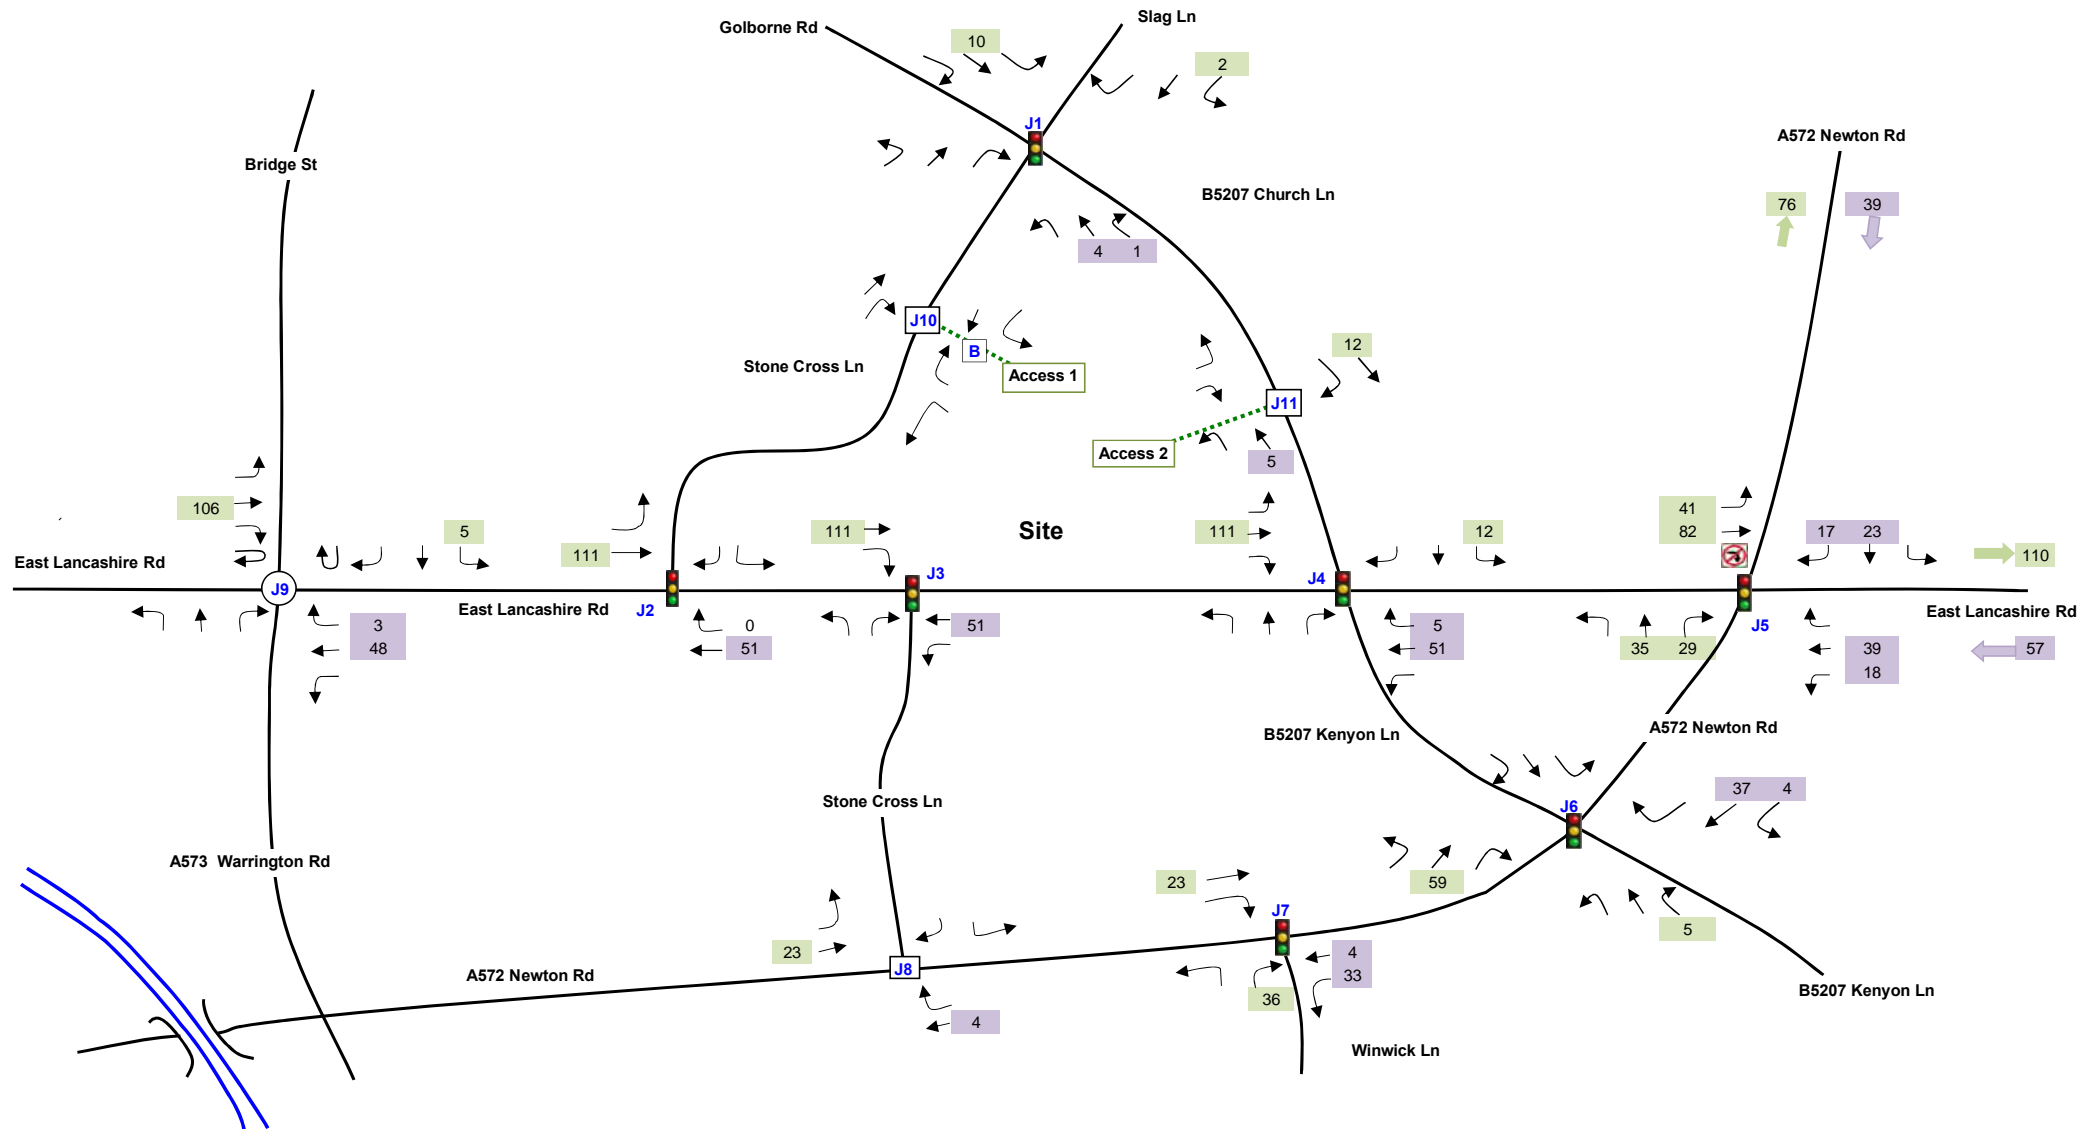 Slag Ln
Golborne Rd
10
2
J1
A572 Newton Rd
Bridge St
B5207 Church Ln
76
39
4 1
J10
12
B
Stone Cross Ln
Access 1
J11
Access 2
5
106
41
5
111
111
Site
111
12
82
17 23
110
East Lancashire Rd
J9
J3
J4
East Lancashire Rd
J2
East Lancashire Rd
J5
3
0
51
5
35 29
39
57
48
51
51
18
A572 Newton Rd
B5207 Kenyon Ln
37 4
Stone Cross Ln
J6
A573 Warrington Rd
23
59
J7
5
23
4
J8
A572 Newton Rd
33
36
B5207 Kenyon Ln
4
Winwick Ln